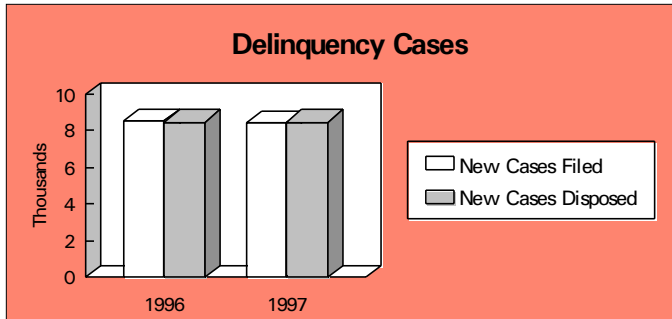 Delinquency Cases
10
8
6
4
2
0
Thousands
1996 1997
New Cases Filed
New Cases Disposed